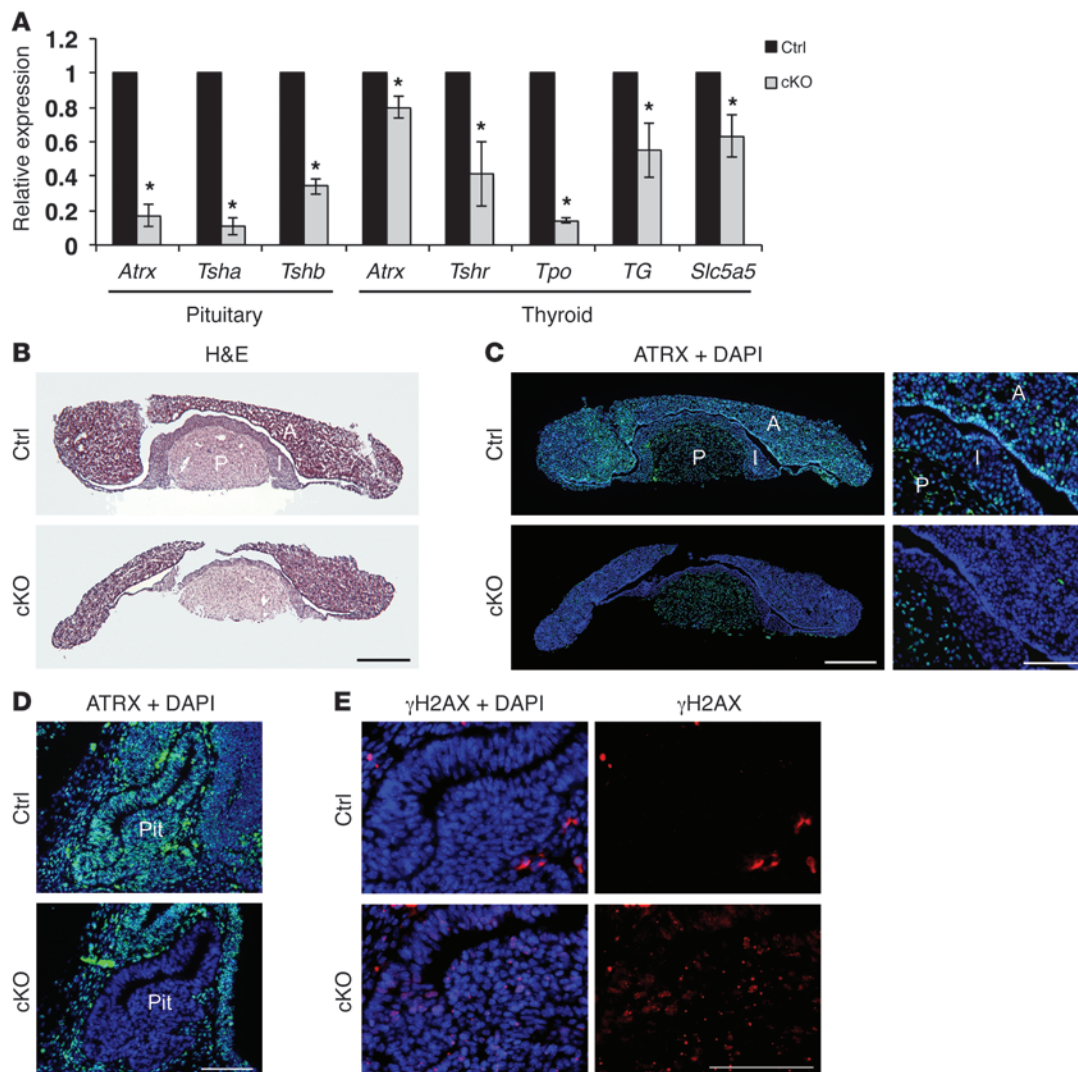 A
Relative expression
1.2
1
0.8
0.6
0.4
0.2
0
* * * * * * * *
Ctrl
cKO
Atrx Tsha Tshb Atrx Tshr Tpo TG Slc5a5
Pituitary Thyroid
B H&E
Ctrl
A
P I
cKO
C ATRX + DAPI
Ctrl
A
P I
A
I
P
cKO
D ATRX + DAPI
Ctrl
Pit
cKO
Pit
E γH2AX + DAPI γH2AX
Ctrl
cKO